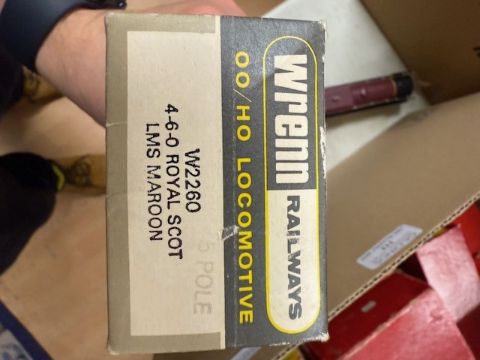 Wrenn RAILWAYS
OO/HO LOCOMOTIVE
W2260
4-6-0 ROYAL SCOT
LMS MAROON
5 POLE